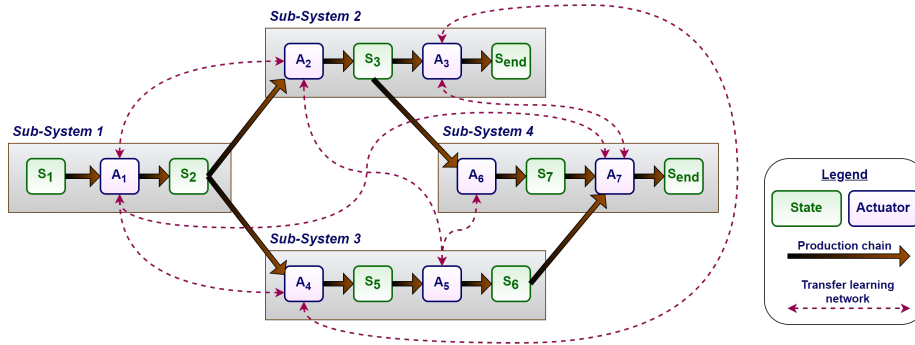 Sub-System 2
A2
S3
A3
Send
Sub-System 1
S1
A1
S2
Sub-System 4
A6
S7
A7
Send
Sub-System 3
A4
S5
A5
S6
Legend
State
Actuator
Production chain
Transfer learning
network